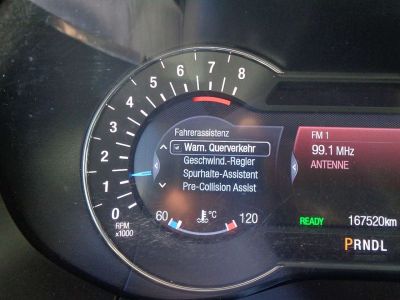 8
7
6
5
4
3
2
1
0
RPM
x1000
Fahrerassistenz
Warn. Querverkehr
Geschwind.-Regler
Spurhalte-Assistent
Pre-Collision Assist
60 °C 120
FM 1
99.1 MHz
ANTENNE
READY 167520km
PRNDL